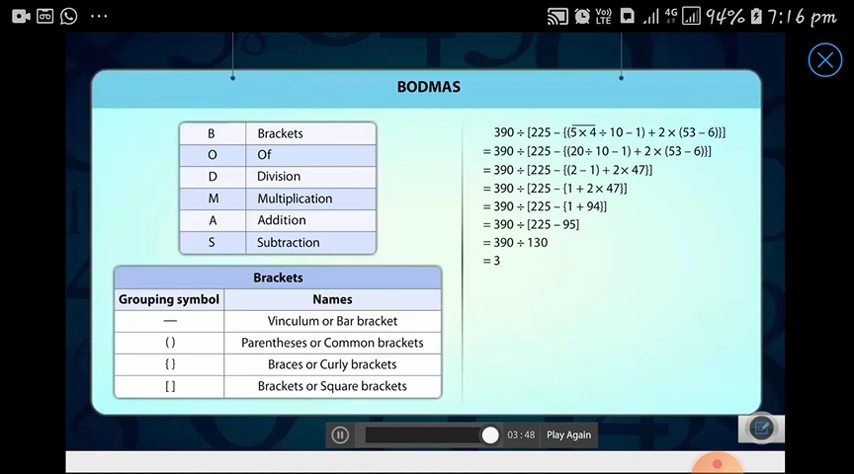 ... Vo)) LTE 4G 94% 7:16 pm
BODMAS
B Brackets
O Of
D Division
M Multiplication
A Addition
S Subtraction
Brackets
Grouping symbol Names
— Vinculum or Bar bracket
( ) Parentheses or Common brackets
{ } Braces or Curly brackets
[ ] Brackets or Square brackets
390 ÷ [225 – {(5 × 4 ÷ 10 – 1) + 2 × (53 – 6)}]
= 390 ÷ [225 – {(20 ÷ 10 – 1) + 2 × (53 – 6)}]
= 390 ÷ [225 – {(2 – 1) + 2 × 47}]
= 390 ÷ [225 – {1 + 2 × 47}]
= 390 ÷ [225 – {1 + 94}]
= 390 ÷ [225 – 95]
= 390 ÷ 130
= 3
03:48 Play Again